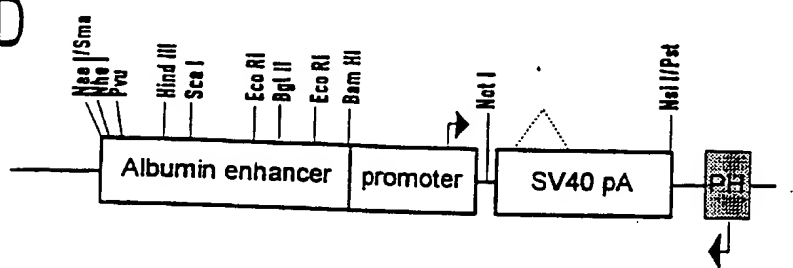 D
Nae I/Sma
Nhe I
Pvu
Hind III
Sca I
Eco RI
Bgl II
Eco RI
Bam HI
Not I
Nsi I/Pst
Albumin enhancer
promoter
SV40 pA
PH